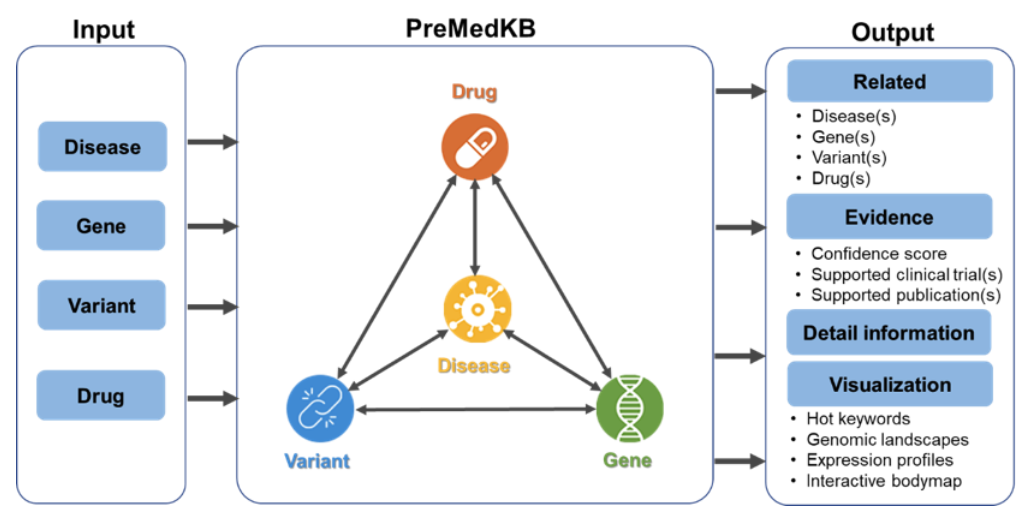 Input
Disease
Gene
Variant
Drug
PreMedKB
Drug
Disease
Variant
Gene
Output
Related
• Disease(s)
• Gene(s)
• Variant(s)
• Drug(s)
Evidence
• Confidence score
• Supported clinical trial(s)
• Supported publication(s)
Detail information
Visualization
• Hot keywords
• Genomic landscapes
• Expression profiles
• Interactive bodymap